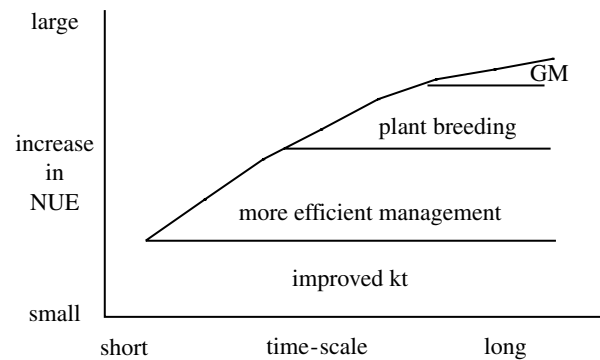 large
GM
plant breeding
increase
in
NUE
more efficient management
improved kt
small
short time-scale long